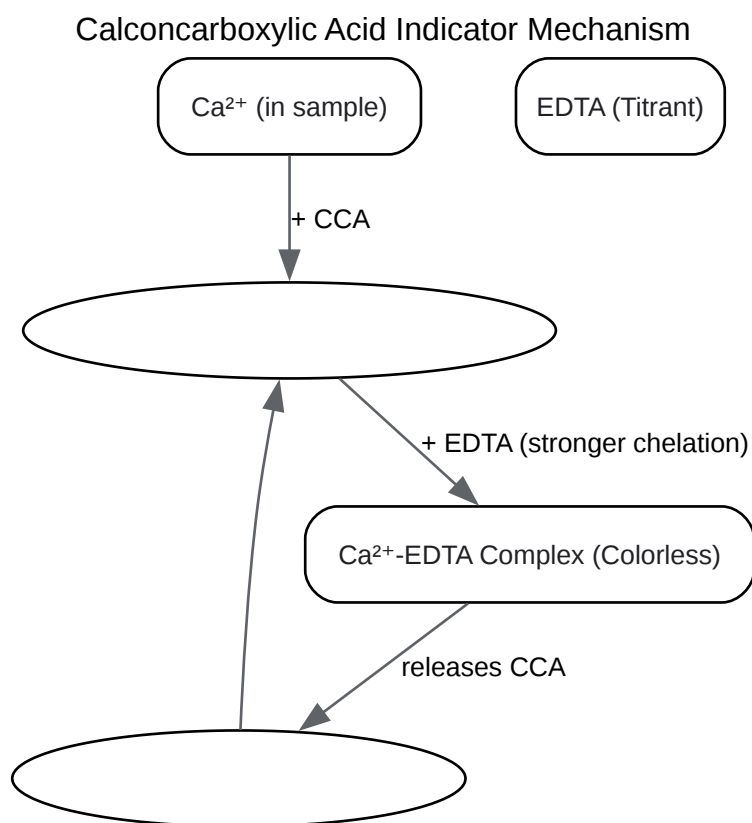 Calconcarboxylic Acid Indicator Mechanism
Ca²⁺ (in sample)
EDTA (Titrant)
+ CCA
+ EDTA (stronger chelation)
Ca²⁺-EDTA Complex (Colorless)
releases CCA